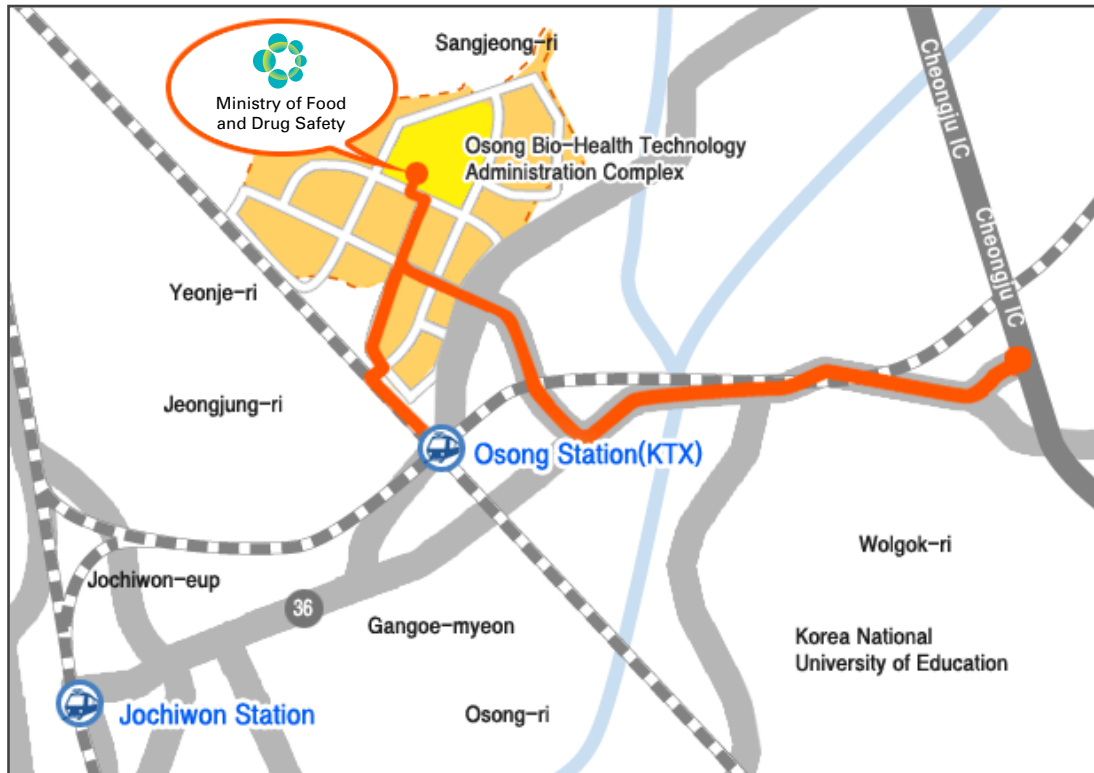 Sangjeong-ri
Ministry of Food
and Drug Safety
Cheongju IC
Osong Bio-Health Technology
Administration Complex
Cheongju IC
Yeonje-ri
Jeongjung-ri
Osong Station(KTX)
Wolgok-ri
Jochiwon-eup
36
Gangoe-myeon
Korea National
University of Education
Jochiwon Station
Osong-ri